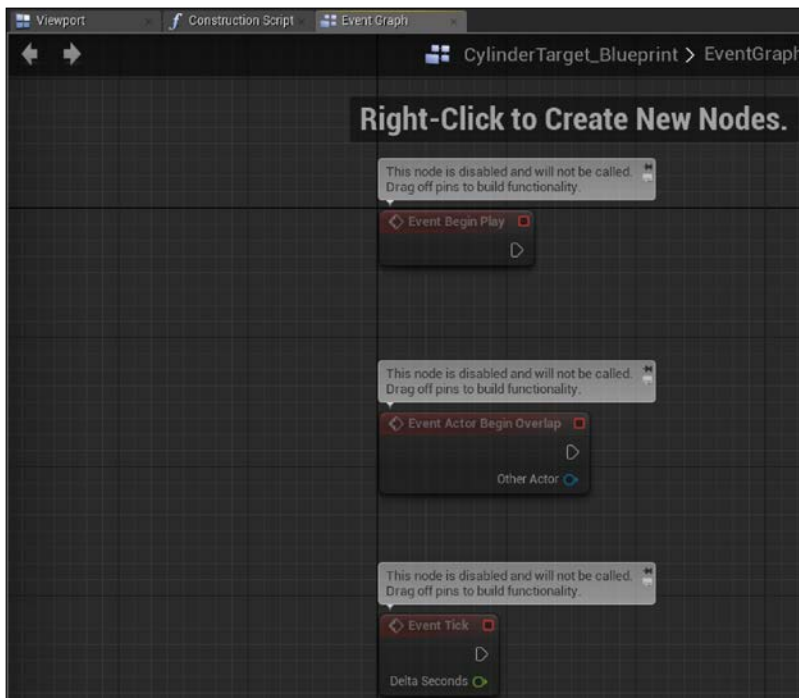 Viewport
Construction Script
Event Graph
CylinderTarget_Blueprint > EventGraph
Right-Click to Create New Nodes.
This node is disabled and will not be called.
Drag off pins to build functionality.
Event Begin Play
This node is disabled and will not be called.
Drag off pins to build functionality.
Event Actor Begin Overlap
Other Actor
This node is disabled and will not be called.
Drag off pins to build functionality.
Event Tick
Delta Seconds